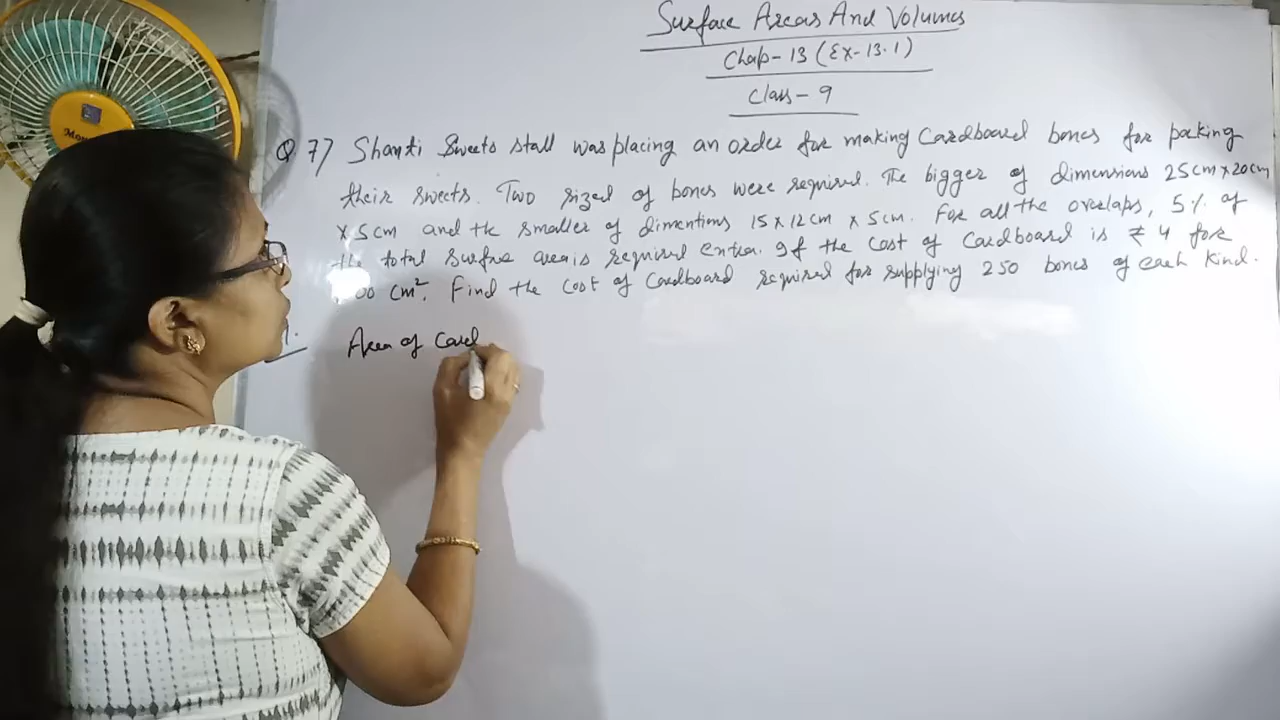 Surface Areas And Volumes
Chap-13 (Ex-13.1)
Class-9
Q.7) Shanti Sweets stall was placing an order for making Cardboard boxes for packing
their sweets. Two sized of boxes were required. The bigger of dimensions 25cm x 20cm
x 5cm and the smaller of dimentions 15 x 12cm x 5cm. For all the overlaps, 5% of
the total Surface area is required extra. If the Cost of Cardboard is ₹ 4 for
00 cm². Find the Cost of Cardboard required for supplying 250 boxes of each Kind.
Area of Card